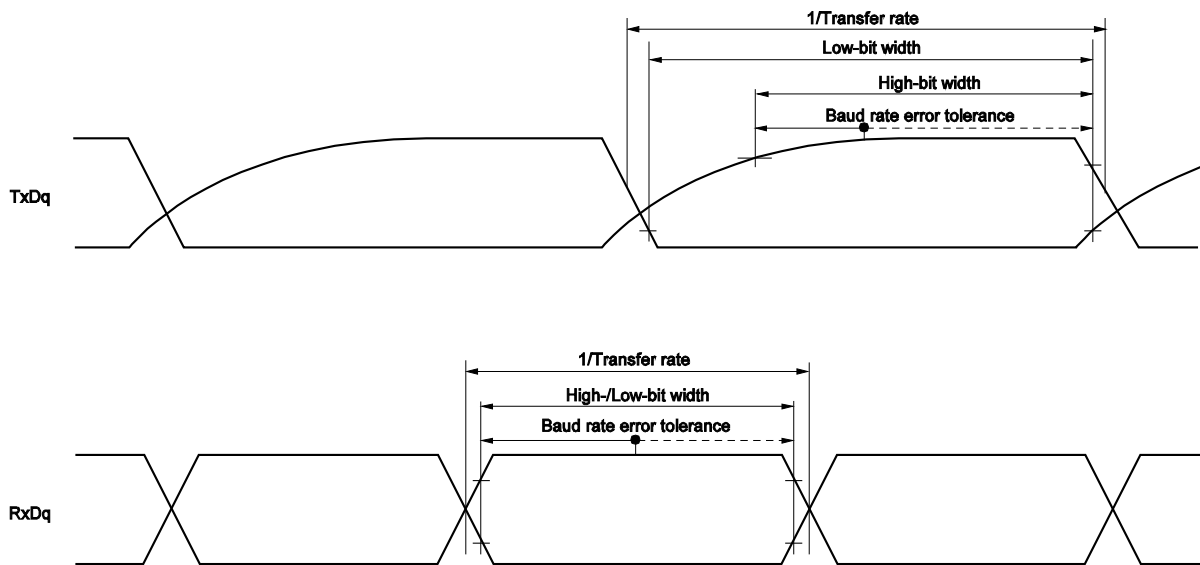 1/Transfer rate
Low-bit width
High-bit width
Baud rate error tolerance
TxDq
1/Transfer rate
High-/Low-bit width
Baud rate error tolerance
RxDq